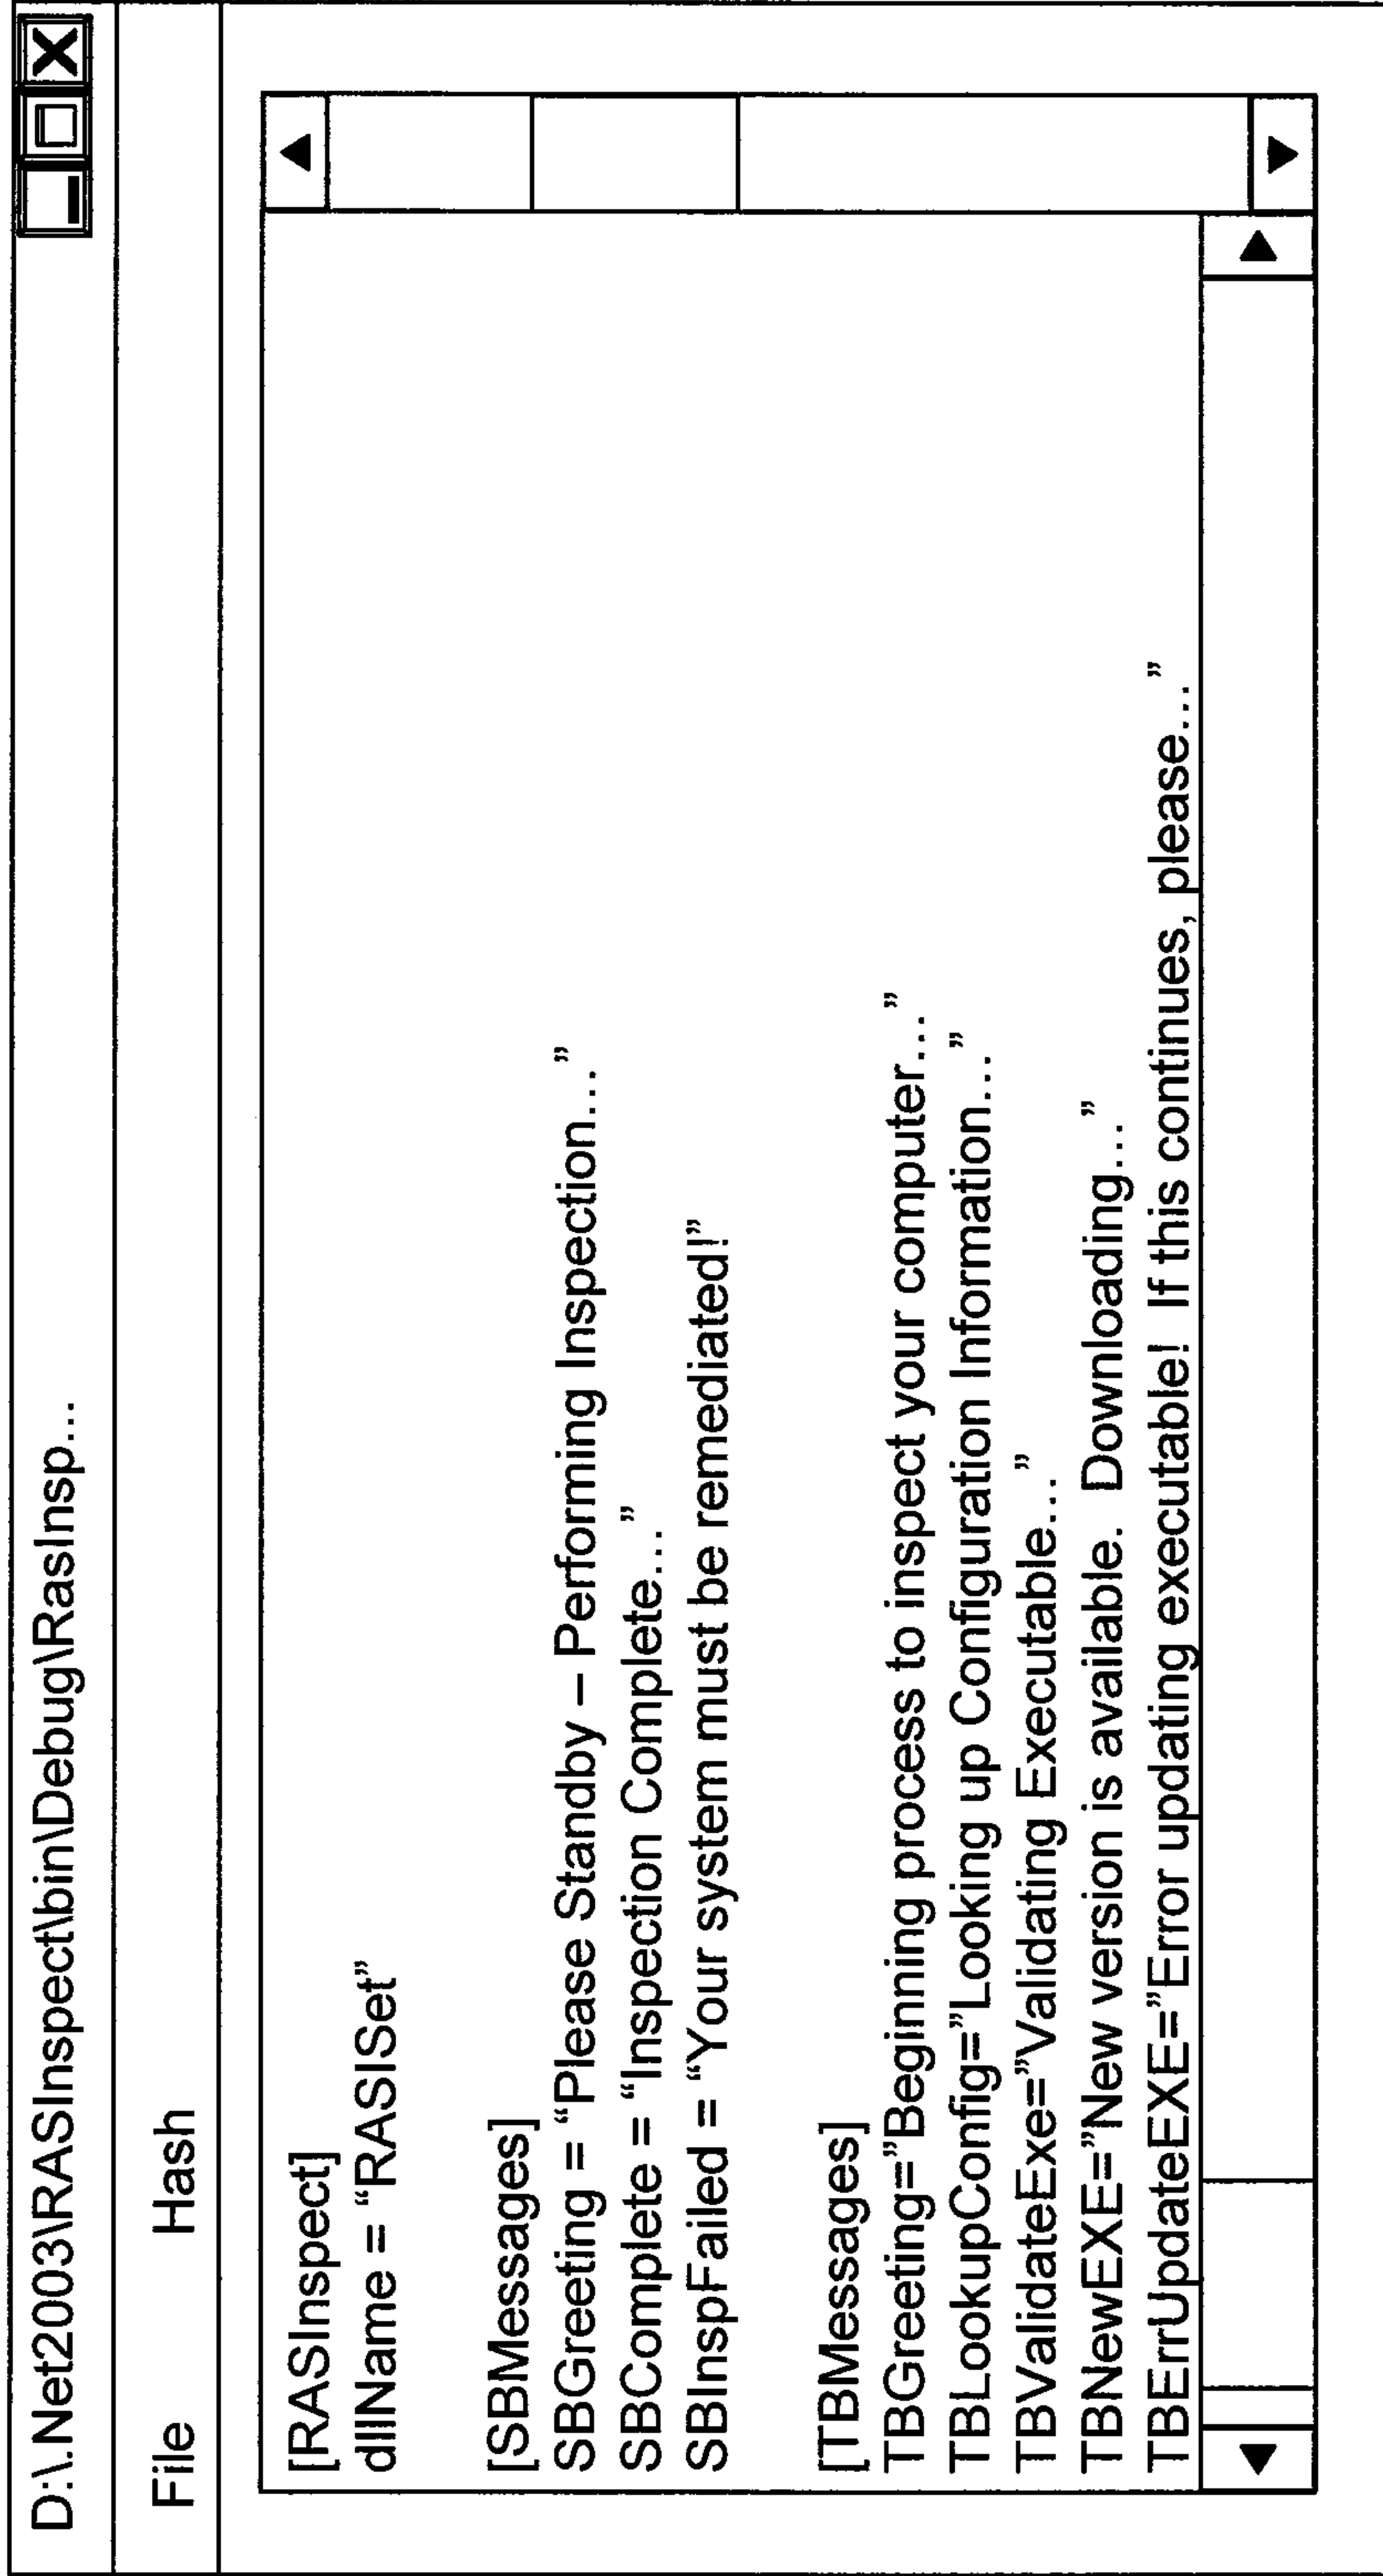 D:\.Net2003\RASInspect\bin\Debug\RasInsp...
File Hash
[RASInspect]
dllName = “RASISet”
[SBMessages]
SBGreeting = “Please Standby – Performing Inspection...”
SBComplete = “Inspection Complete...”
SBInspFailed = “Your system must be remediated!”
[TBMessages]
TBGreeting=”Beginning process to inspect your computer...”
TBLookupConfig=”Looking up Configuration Information...”
TBValidateExe=”Validating Executable...”
TBNewEXE=”New version is available.  Downloading...”
TBErrUpdateEXE=”Error updating executable!  If this continues, please...”